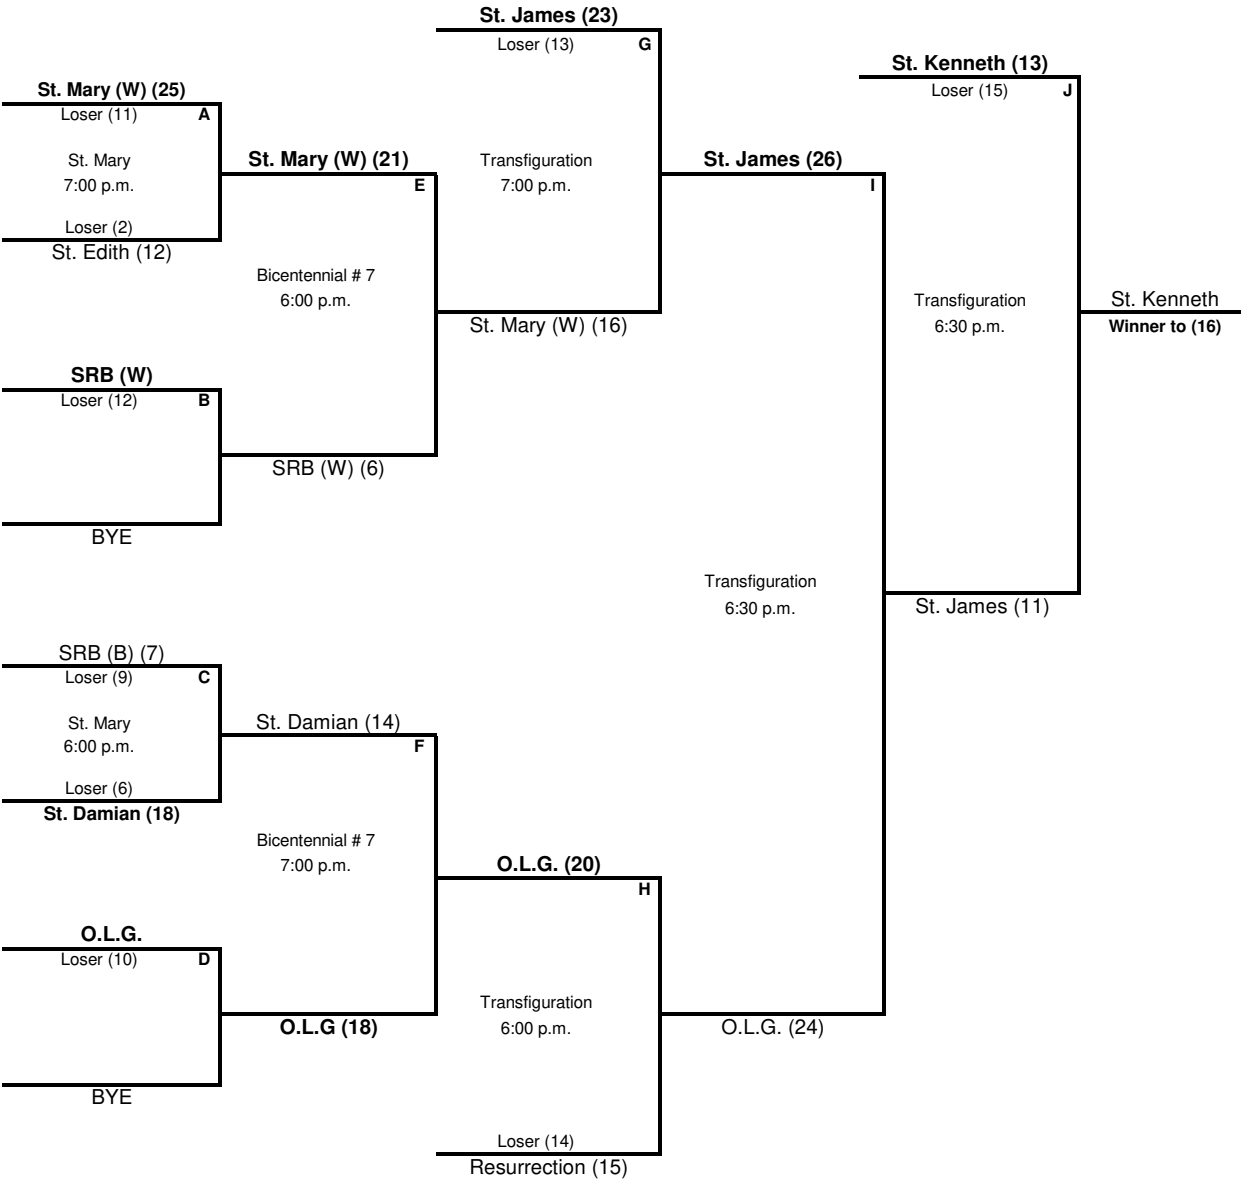 St. James (23)
Loser (13) G
St. Kenneth (13)
Loser (15) J
St. Mary (W) (25)
Loser (11) A
St. Mary
7:00 p.m.
Loser (2)
St. Edith (12)
St. Mary (W) (21)
E
Transfiguration
7:00 p.m.
St. James (26)
I
Bicentennial # 7
6:00 p.m.
St. Mary (W) (16)
Transfiguration
6:30 p.m.
St. Kenneth
Winner to (16)
SRB (W)
Loser (12) B
SRB (W) (6)
BYE
Transfiguration
6:30 p.m.
St. James (11)
SRB (B) (7)
Loser (9) C
St. Mary
6:00 p.m.
Loser (6)
St. Damian (18)
St. Damian (14)
F
Bicentennial # 7
7:00 p.m.
O.L.G. (20)
H
O.L.G.
Loser (10) D
O.L.G (18)
Transfiguration
6:00 p.m.
O.L.G. (24)
BYE
Loser (14)
Resurrection (15)